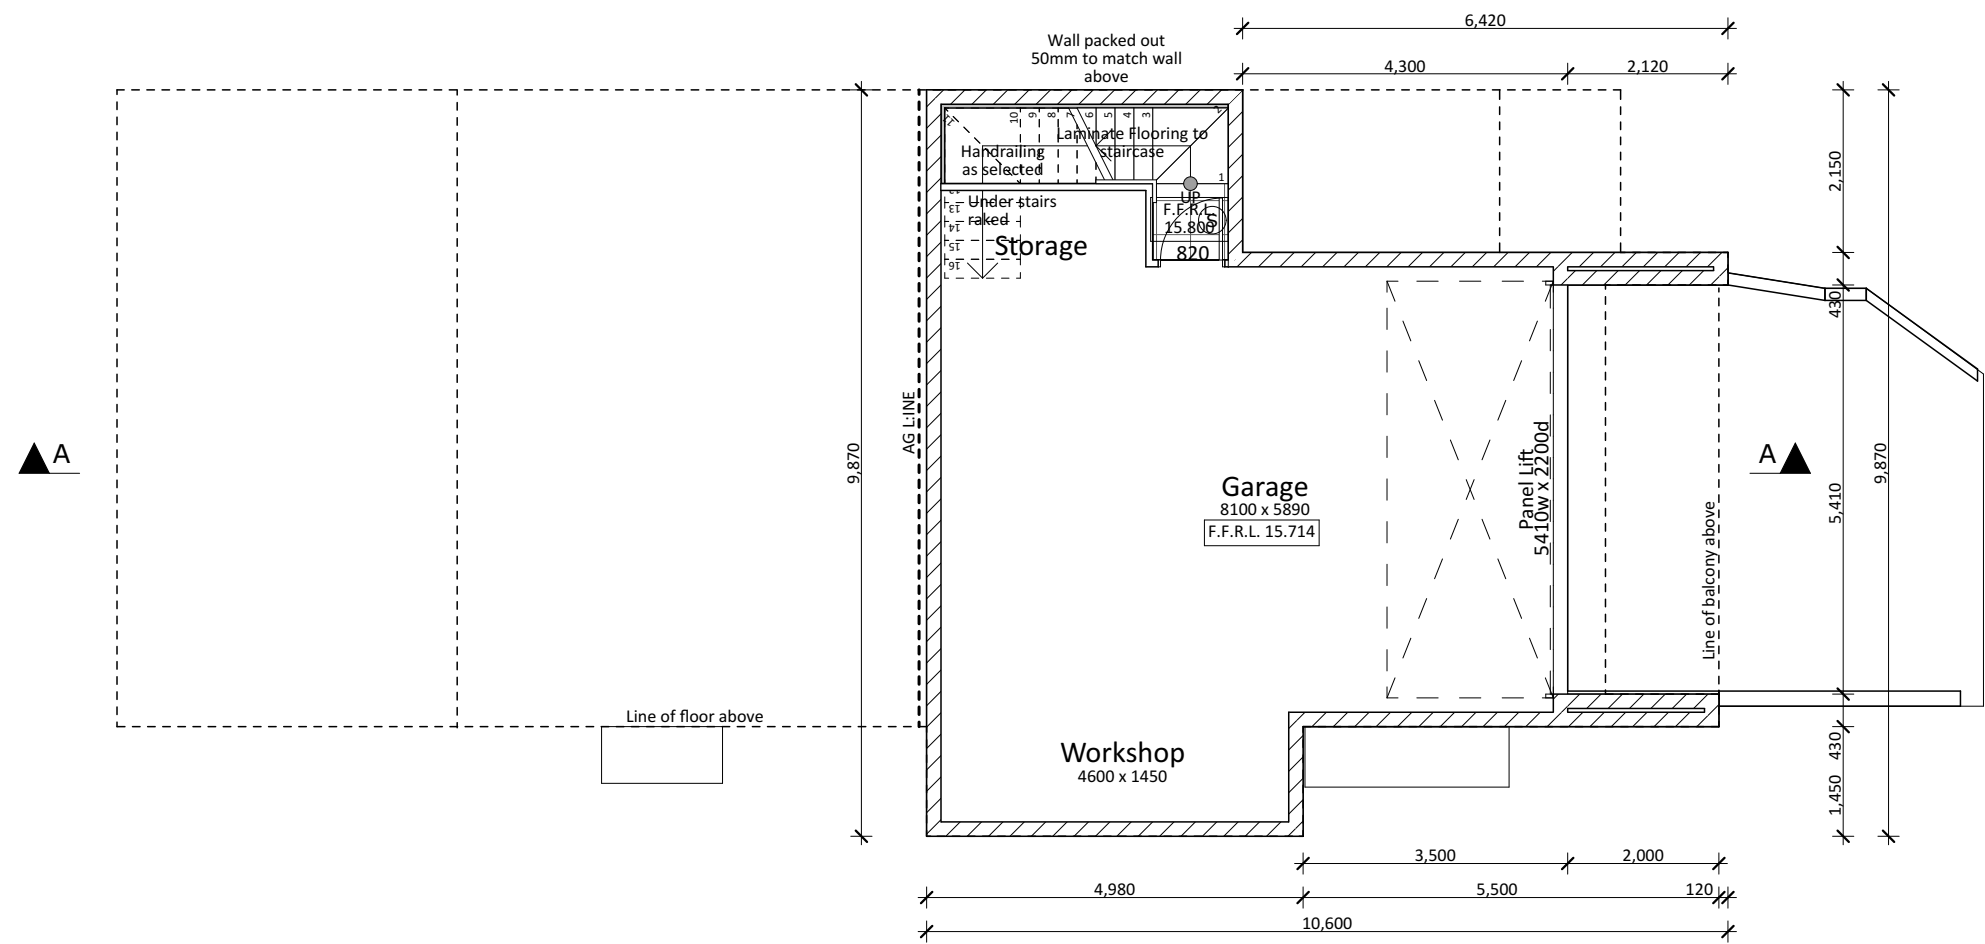 6,420
Wall packed out
50mm to match wall
above
4,300
2,120
10
9
8
7
6
5
4
3
2
11
Laminate Flooring to
staircase
Handrailing
as selected
1
UP
F.F.R.L.
15.800
S
820
Under stairs
raked
13
14
15
16
Storage
2,150
430
AG L:INE
9,870
A
A
Garage
8100 x 5890
F.F.R.L. 15.714
Panel Lift
5410w x 2200d
Line of balcony above
5,410
9,870
Line of floor above
Workshop
4600 x 1450
430
1,450
3,500
2,000
4,980
5,500
120
10,600